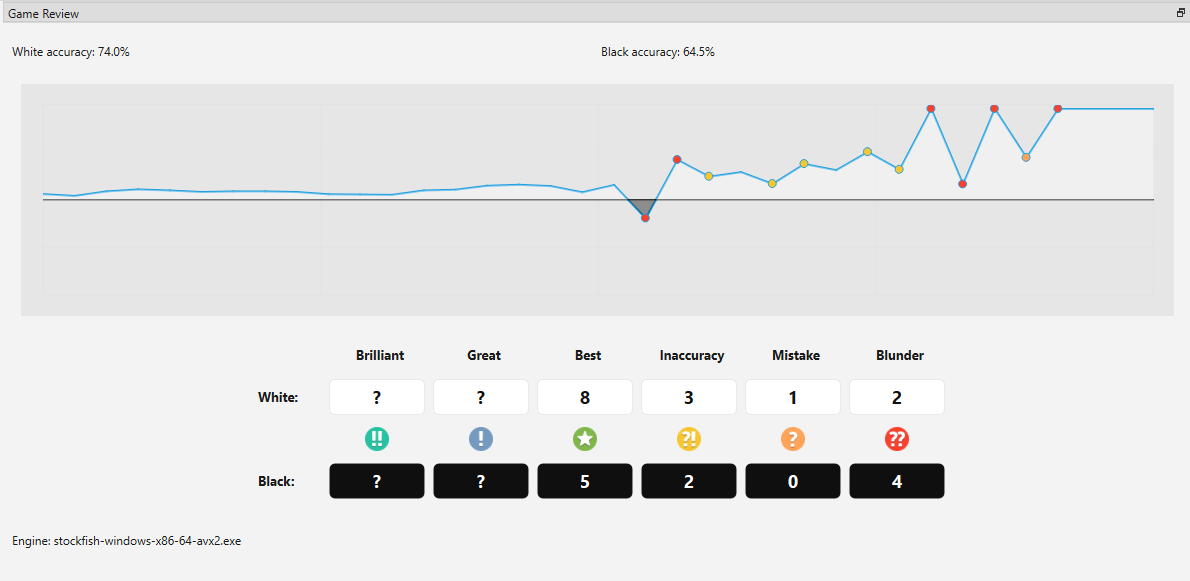 Game Review
White accuracy: 74.0%
Black accuracy: 64.5%
Brilliant Great Best Inaccuracy Mistake Blunder
White: ? ? 8 3 1 2
!! ! ?! ? ??
Black: ? ? 5 2 0 4
Engine: stockfish-windows-x86-64-avx2.exe